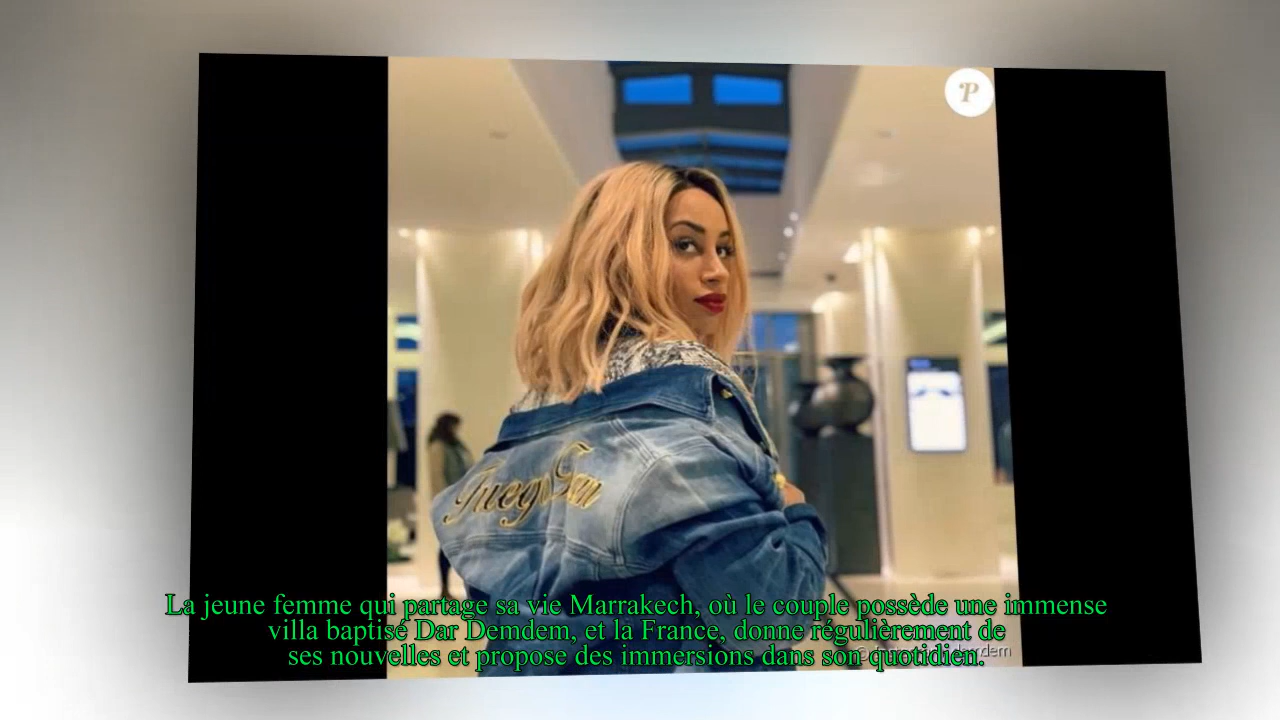 P
La jeune femme qui partage sa vie Marrakech, où le couple possède une immense
villa baptisé Dar Demdem, et la France, donne régulièrement de
ses nouvelles et propose des immersions dans son quotidien.